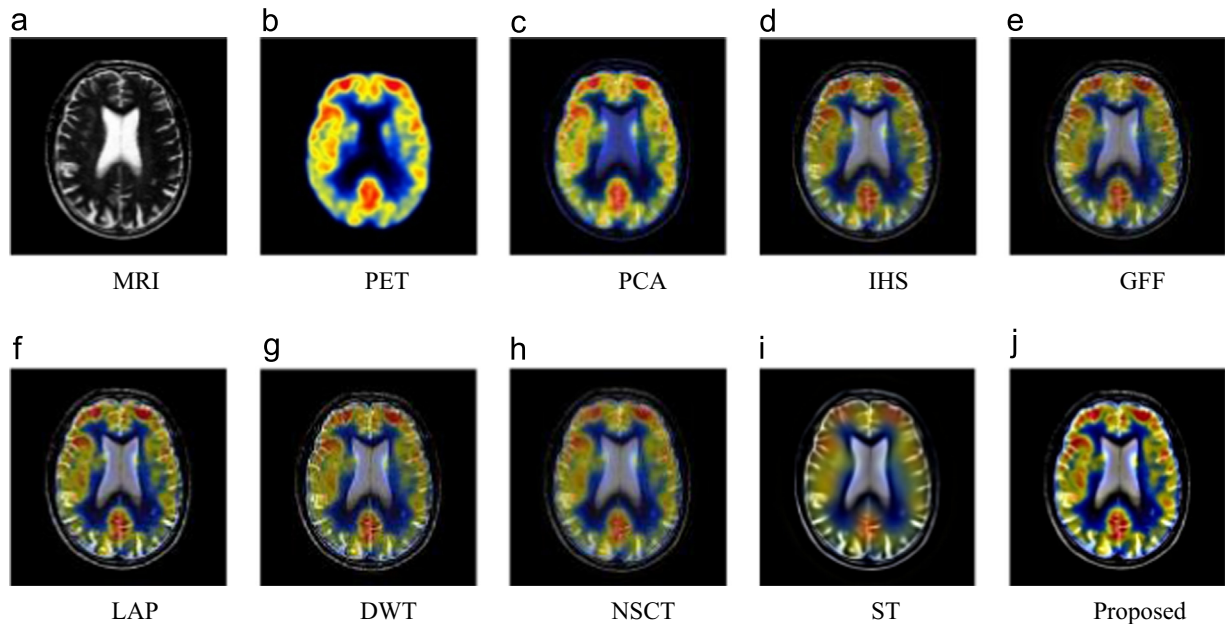 a b c d e
MRI PET PCA IHS GFF
f g h i j
LAP DWT NSCT ST Proposed